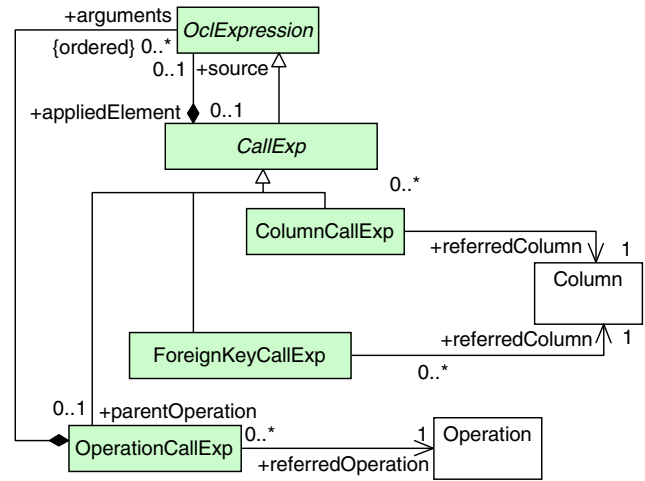 +arguments
OclExpression
{ordered} 0..*
0..1 +source
+appliedElement 0..1
CallExp
0..*
ColumnCallExp
+referredColumn 1
Column
+referredColumn 1
ForeignKeyCallExp
0..*
0..1 +parentOperation
OperationCallExp
0..* 1
Operation
+referredOperation